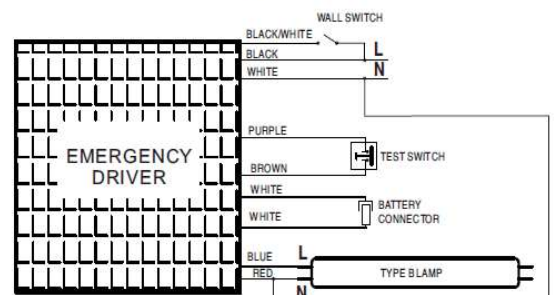 WALL SWITCH
BLACK/WHITE
BLACK
L
WHITE
N
PURPLE
EMERGENCY
DRIVER
TEST SWITCH
BROWN
WHITE
BATTERY
CONNECTOR
WHITE
BLUE
L
RED
TYPE B LAMP
N